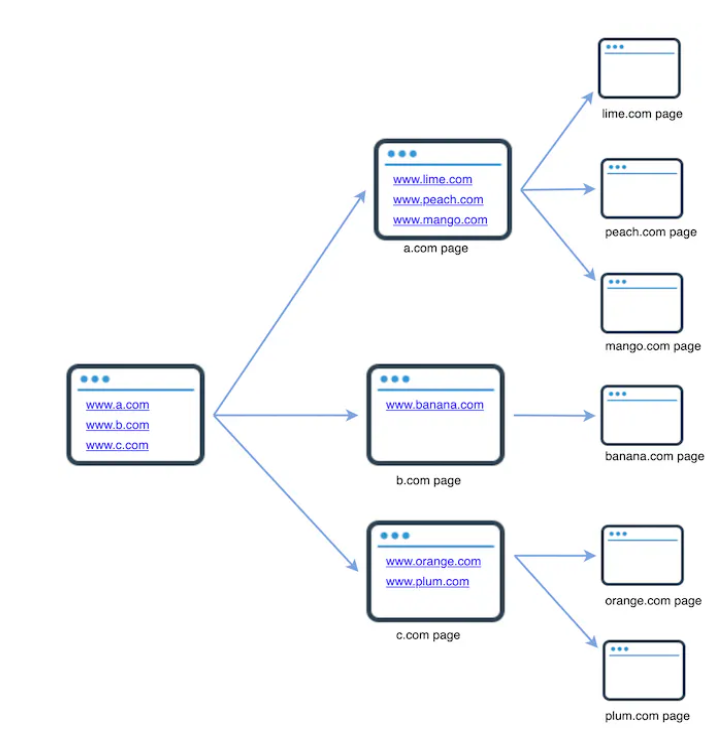 www.a.com
www.b.com
www.c.com
www.lime.com
www.peach.com
www.mango.com
a.com page
www.banana.com
b.com page
www.orange.com
www.plum.com
c.com page
lime.com page
peach.com page
mango.com page
banana.com page
orange.com page
plum.com page